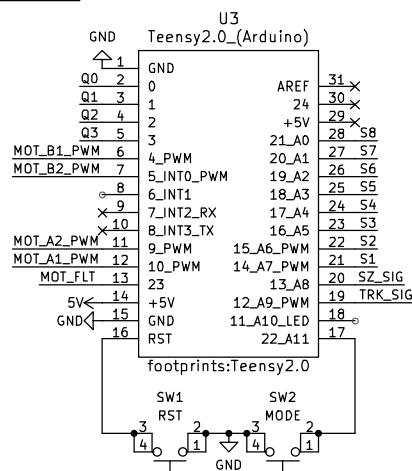 U3
Teensy2.0_(Arduino)
GND
1 GND
Q0 2 0 AREF 31
Q1 3 1 24 30
Q2 4 2 +5V 29
Q3 5 3 21_A0 28 S8
MOT_B1_PWM 6 4_PWM 20_A1 27 S7
MOT_B2_PWM 7 5_INT0_PWM 19_A2 26 S6
8 6_INT1 18_A3 25 S5
9 7_INT2_RX 17_A4 24 S4
10 8_INT3_TX 16_A5 23 S3
MOT_A2_PWM 11 9_PWM 15_A6_PWM 22 S2
MOT_A1_PWM 12 10_PWM 14_A7_PWM 21 S1
MOT_FLT 13 23 13_A8 20 SZ_SIG
5V 14 +5V 12_A9_PWM 19 TRK_SIG
GND 15 GND 11_A10_LED 18
16 RST 22_A11 17
footprints:Teensy2.0
SW1 SW2
RST MODE
3 2 3 2
4 1 4 1
GND